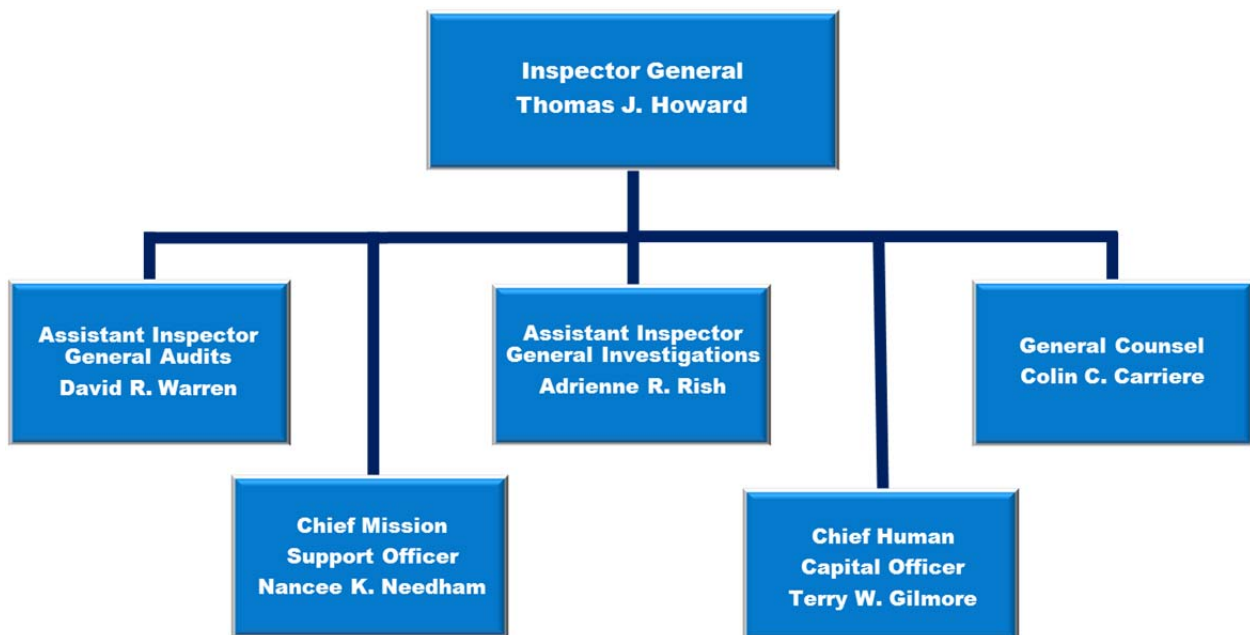 Inspector General
Thomas J. Howard
Assistant Inspector
General Audits
David R. Warren
Assistant Inspector
General Investigations
Adrienne R. Rish
General Counsel
Colin C. Carriere
Chief Mission
Support Officer
Nancee K. Needham
Chief Human
Capital Officer
Terry W. Gilmore